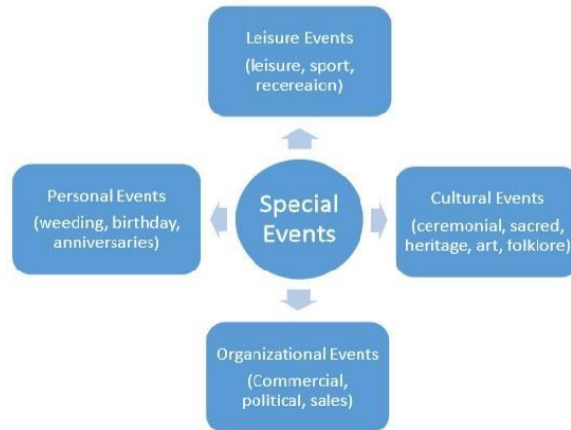 Leisure Events
(leisure, sport,
recereaion)
Personal Events
(weeding, birthday,
anniversaries)
Special
Events
Cultural Events
(ceremonial, sacred,
heritage, art, folklore)
Organizational Events
(Commercial,
political, sales)